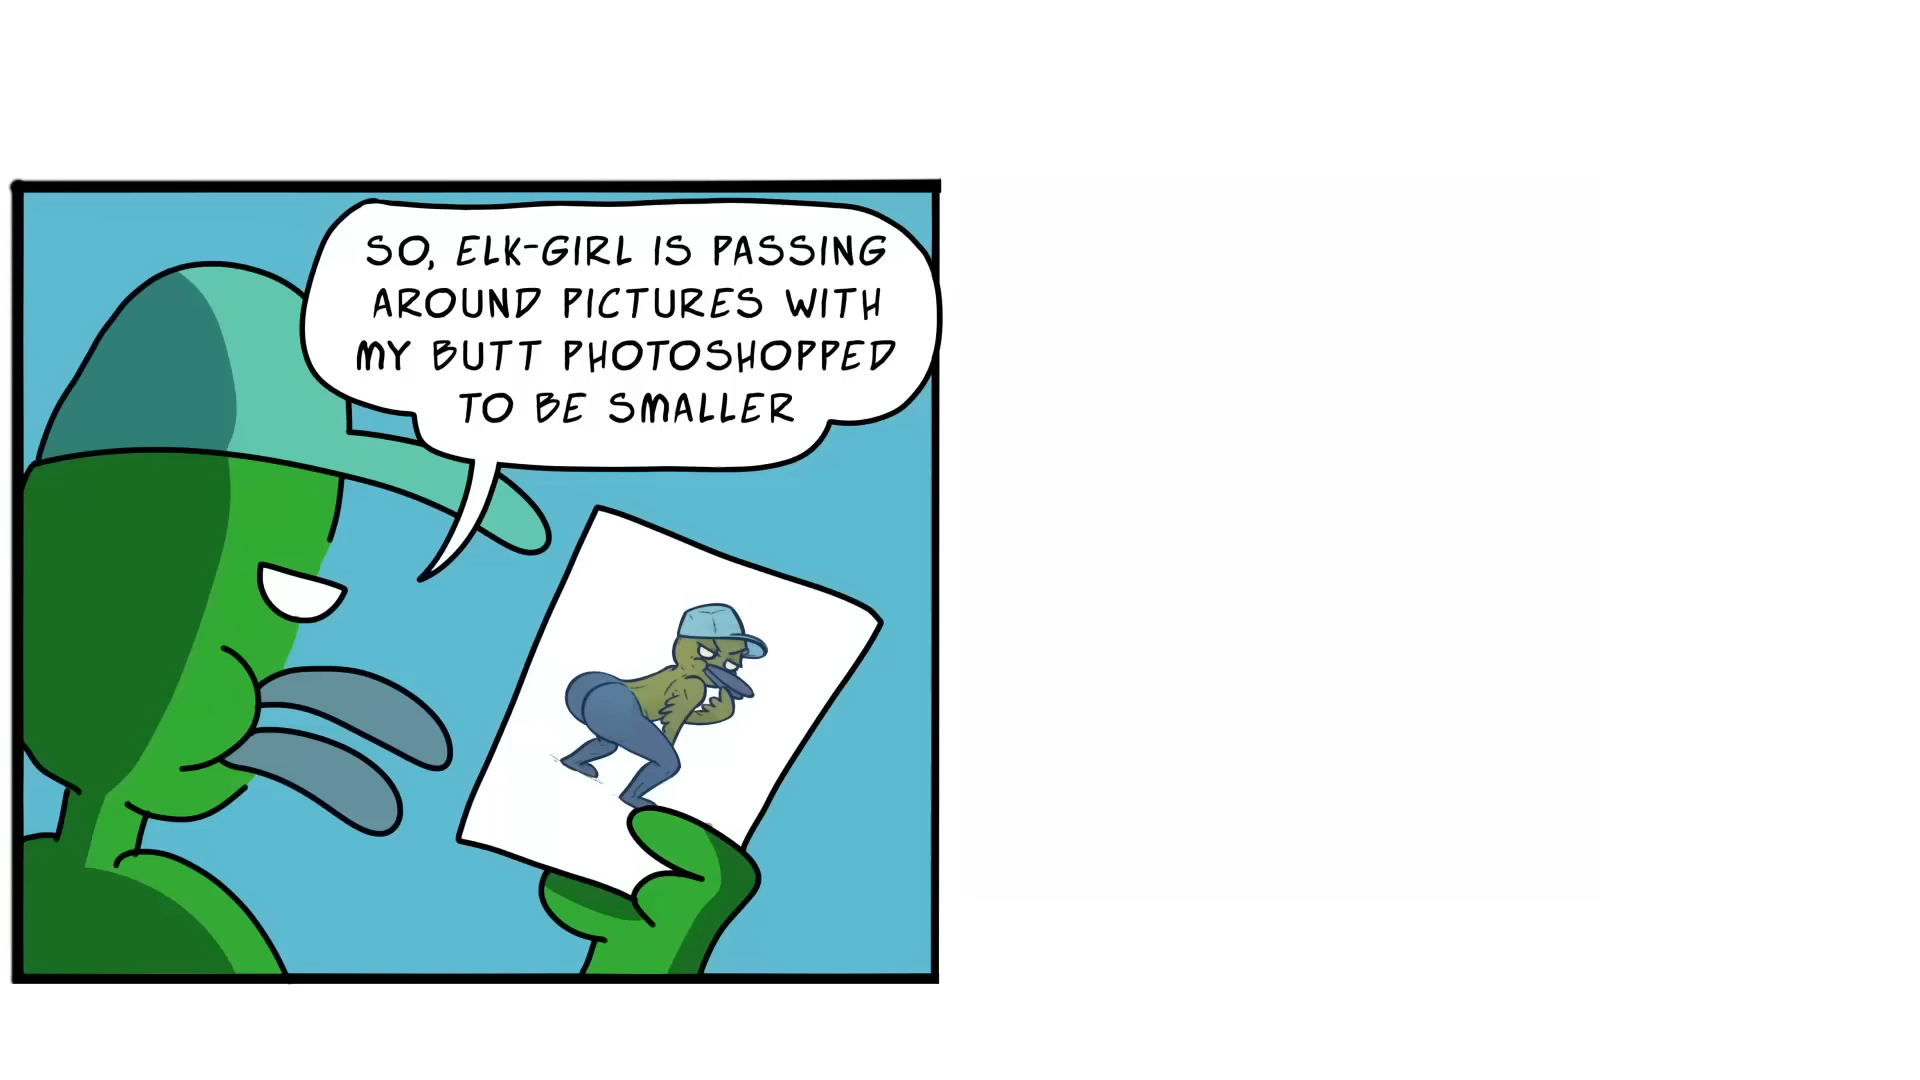 SO, ELK-GIRL IS PASSING
AROUND PICTURES WITH
MY BUTT PHOTOSHOPPED
TO BE SMALLER